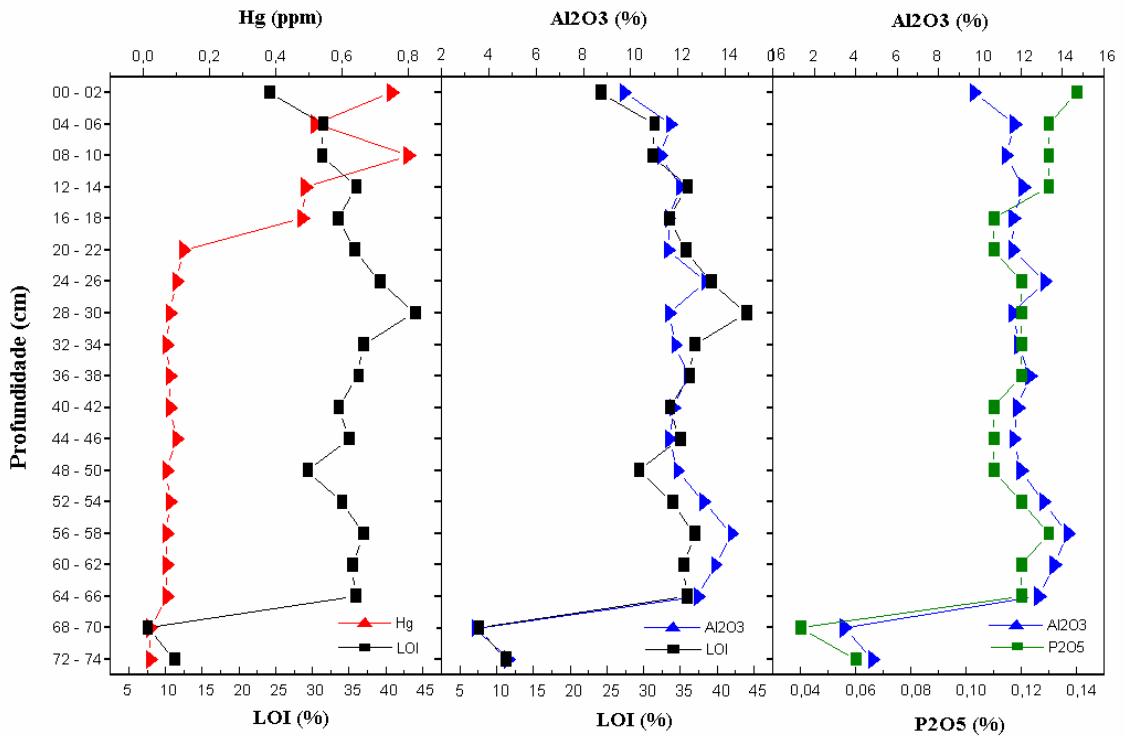 Hg (ppm) Al2O3 (%) Al2O3 (%)
0,0 0,2 0,4 0,6 0,8 2 4 6 8 10 12 14 16 2 4 6 8 10 12 14 16
00 - 02
04 - 06
08 - 10
12 - 14
16 - 18
20 - 22
24 - 26
28 - 30
32 - 34
36 - 38
40 - 42
44 - 46
48 - 50
52 - 54
56 - 58
60 - 62
64 - 66
68 - 70
72 - 74
Profundidade (cm)
Hg Al2O3 Al2O3
LOI LOI P2O5
5 10 15 20 25 30 35 40 45 5 10 15 20 25 30 35 40 45 0,04 0,06 0,08 0,10 0,12 0,14
LOI (%) LOI (%) P2O5 (%)